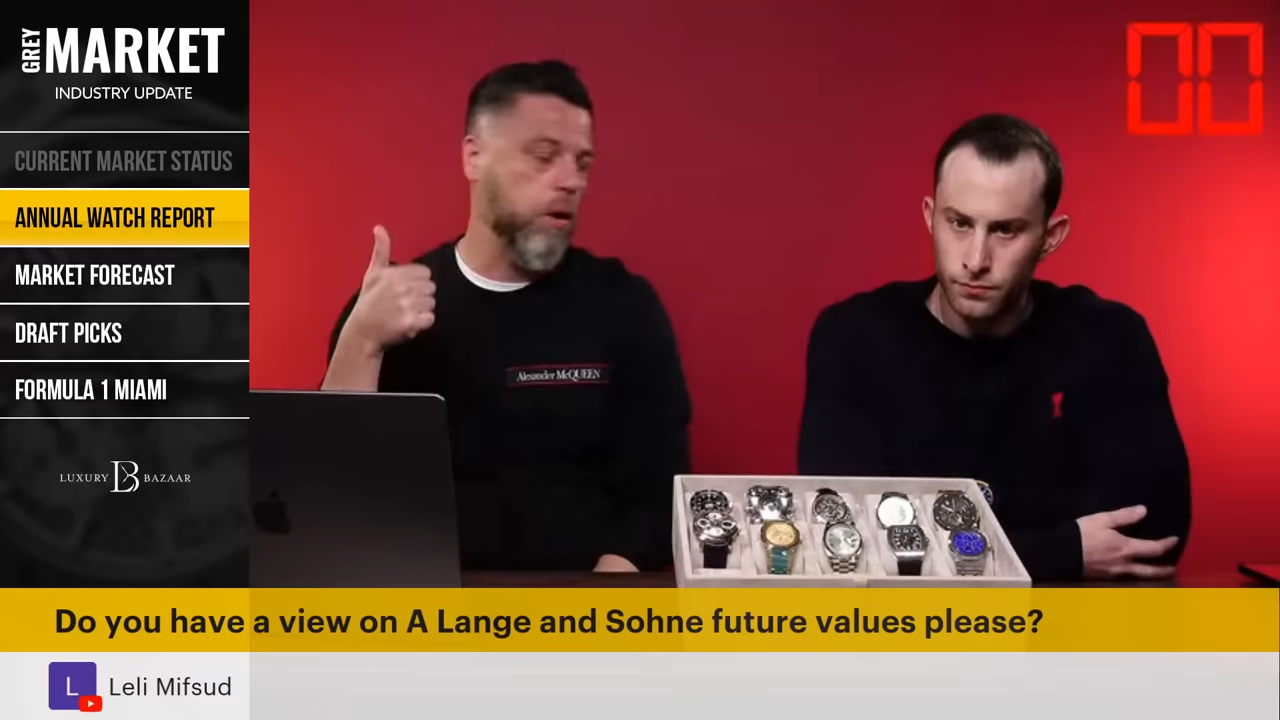 GREY
MARKET
INDUSTRY UPDATE
CURRENT MARKET STATUS
ANNUAL WATCH REPORT
MARKET FORECAST
DRAFT PICKS
FORMULA 1 MIAMI
LUXURY LB BAZAAR
00
Alexander McQUEEN
Do you have a view on A Lange and Sohne future values please?
L
Leli Mifsud